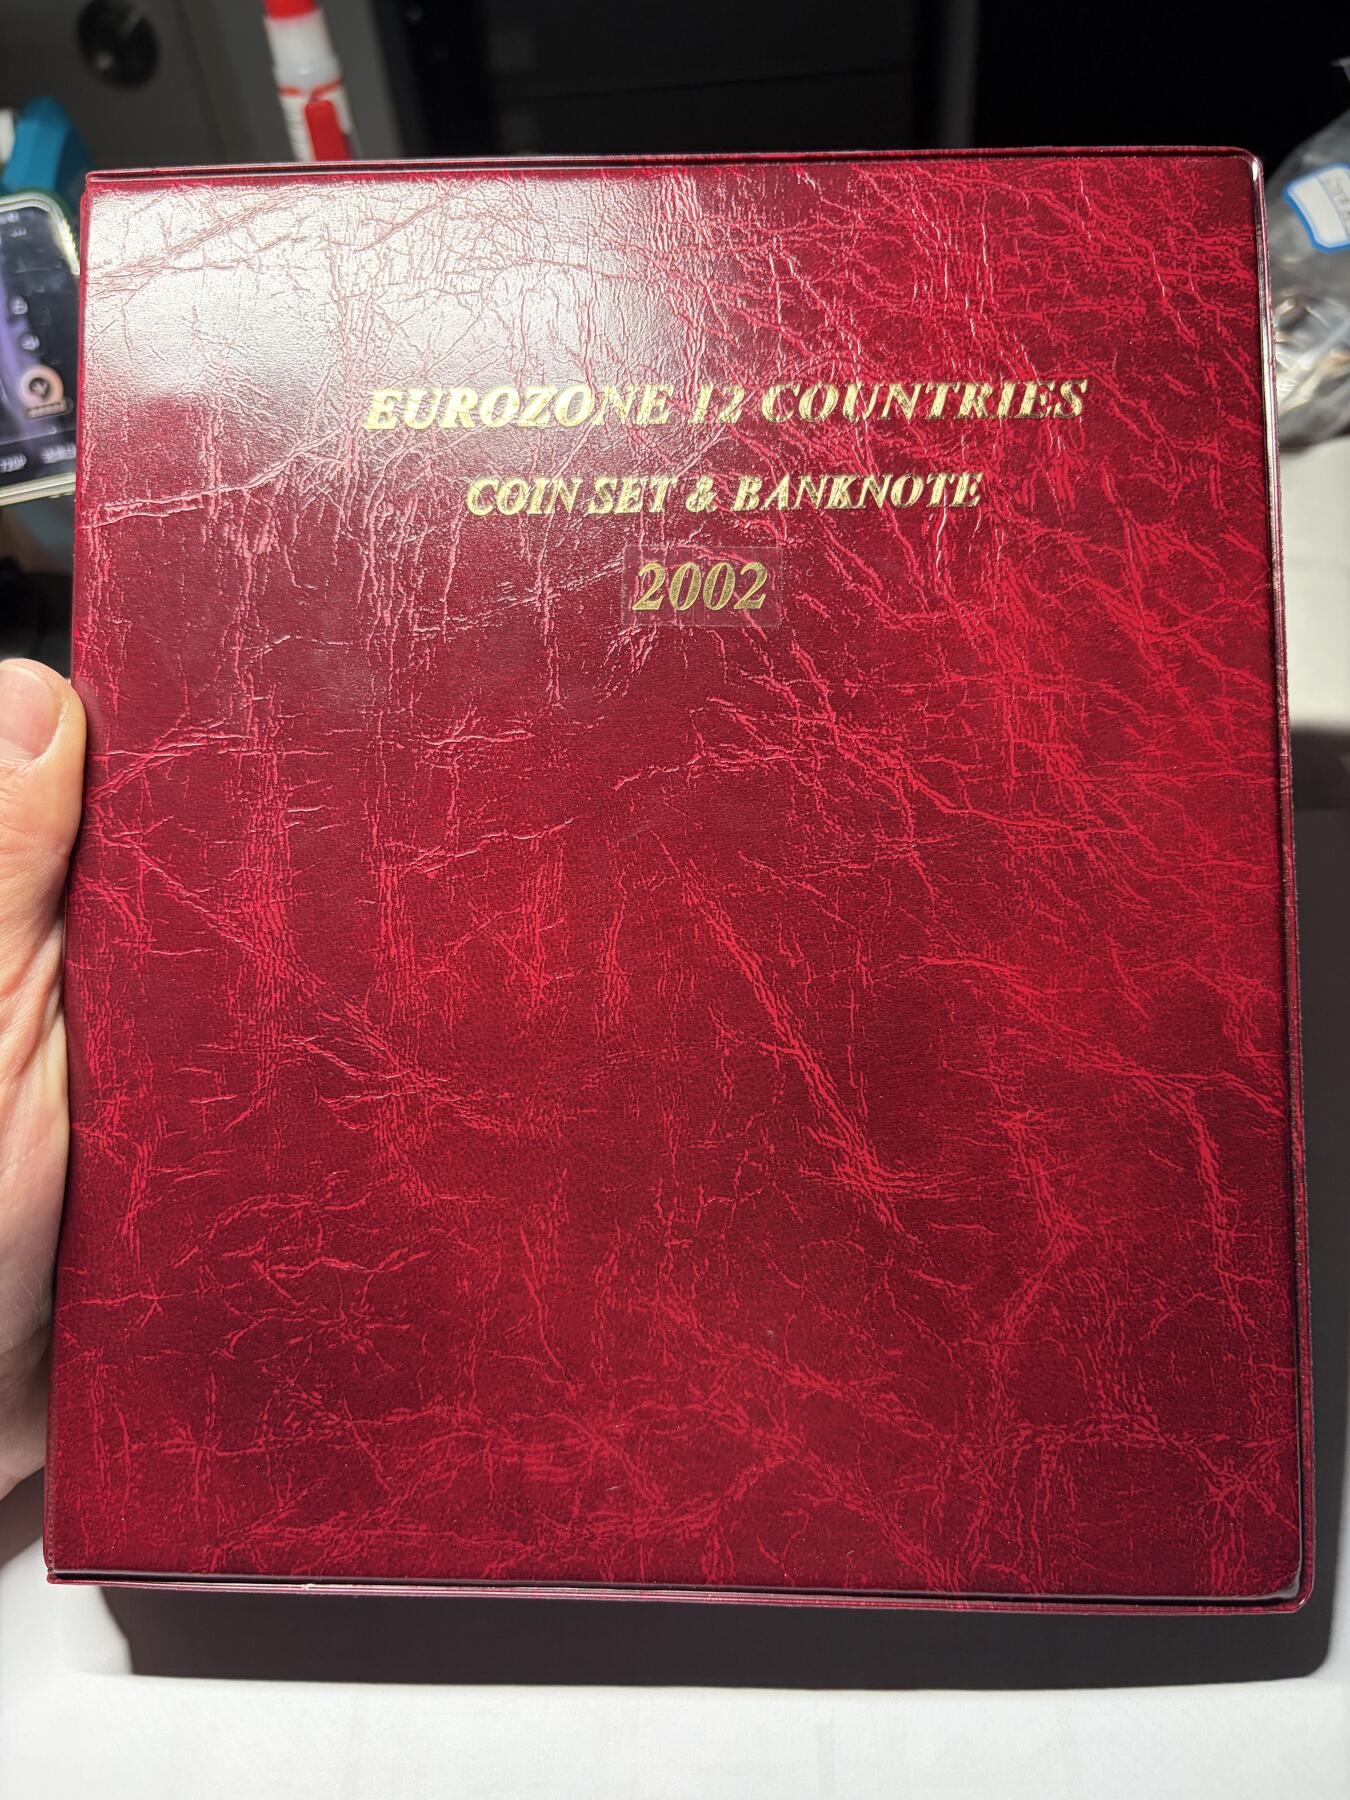 EUROZONE 12 COUNTRIES
COIN SET & BANKNOTE
2002